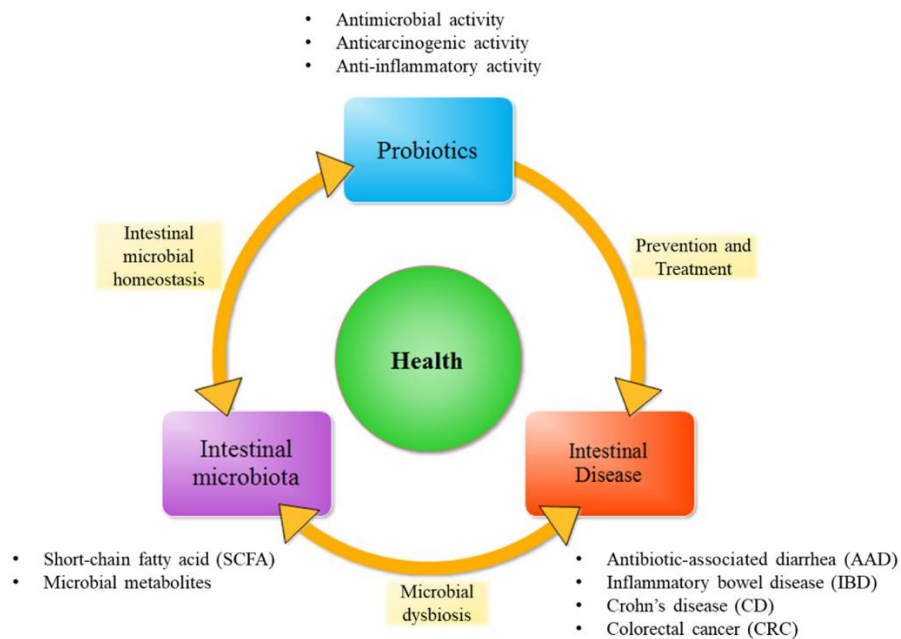 • Antimicrobial activity
• Anticarcinogenic activity
• Anti-inflammatory activity
Probiotics
Intestinal
microbial
homeostasis
Prevention and
Treatment
Health
Intestinal
microbiota
Intestinal
Disease
• Short-chain fatty acid (SCFA)
• Microbial metabolites
Microbial
dysbiosis
• Antibiotic-associated diarrhea (AAD)
• Inflammatory bowel disease (IBD)
• Crohn’s disease (CD)
• Colorectal cancer (CRC)